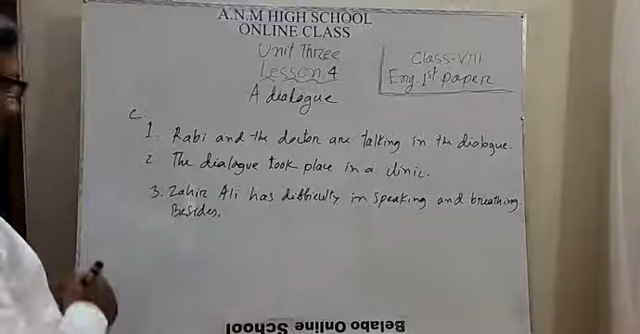 A.N.M HIGH SCHOOL
ONLINE CLASS
Unit Three
Lesson 4
A dialogue
Class-VIII
Eng. 1st paper
C.
1. Rabi and the doctor are talking in the dialogue.
2 The dialogue took place in a clinic.
3. Zahir Ali has difficulty in speaking and breathing
Besides,
Belabo Online School